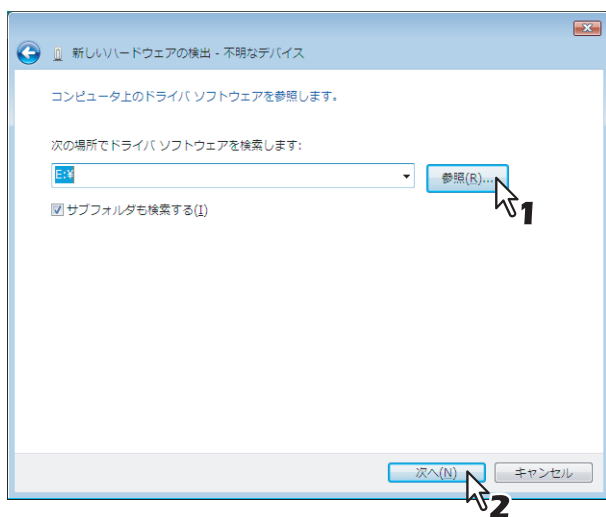 新しいハードウェアの検出 - 不明なデバイス
コンピュータ上のドライバ ソフトウェアを参照します。
次の場所でドライバ ソフトウェアを検索します:
E:¥
参照(R)...
1
サブフォルダも検索する(I)
次へ(N)
キャンセル
2